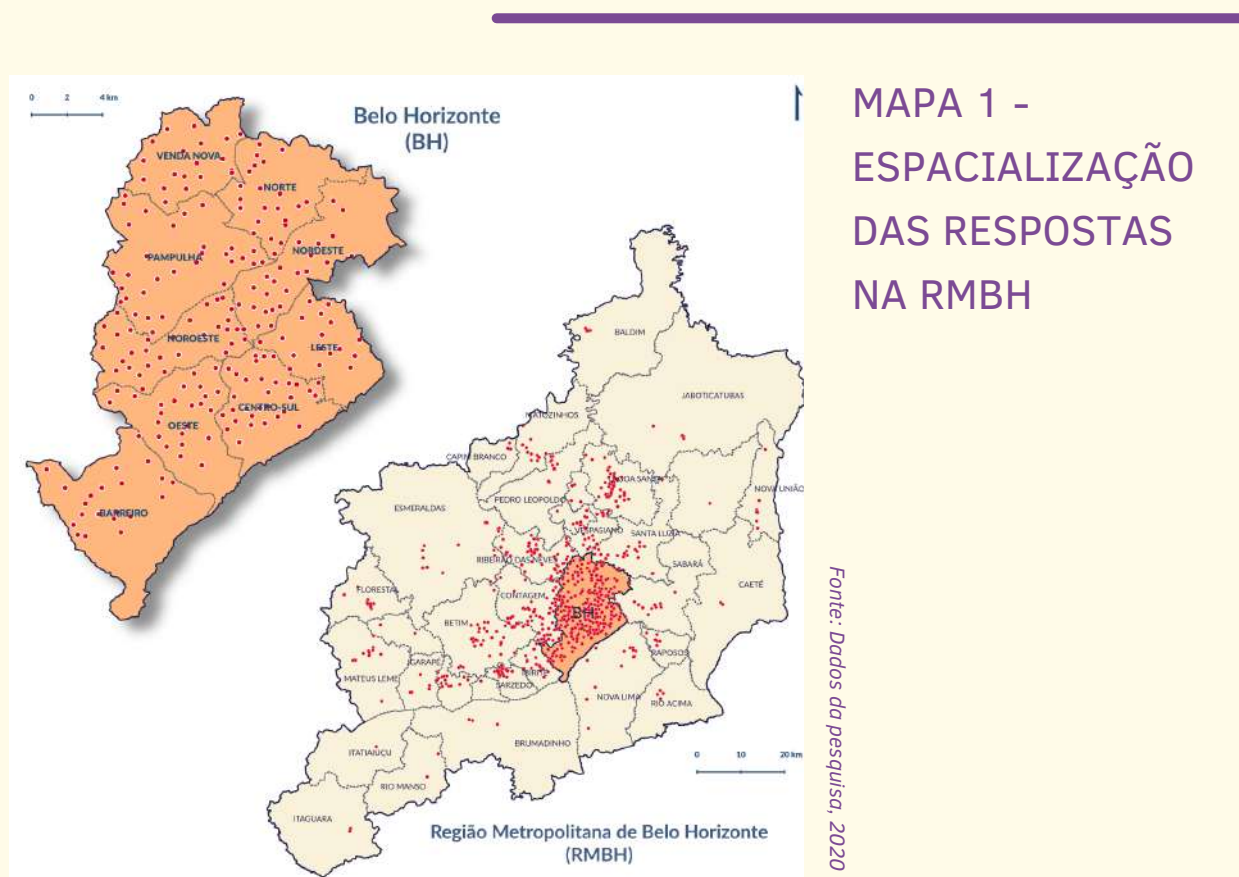 MAPA 1 -
ESPACIALIZAÇÃO
DAS RESPOSTAS
NA RMBH
0 2 4 km
Belo Horizonte
(BH)
VENDA NOVA
NORTE
NORDESTE
PAMPULHA
NOROESTE
LESTE
CENTRO-SUL
OESTE
BARREIRO
BALDIM
JABOTICATUBAS
MATOZINHOS
CAPIM BRANCO
LAGOA SANTA
PEDRO LEOPOLDO
NOVA UNIÃO
ESMERALDAS
VESPASIANO
SANTA LUZIA
RIBEIRÃO DAS NEVES
SABARÁ
CAETÉ
FLORESTAL
CONTAGEM
BH
BETIM
IGARAPÉ
RAPOSOS
MATEUS LEME
IBIRITÉ
SARZEDO
NOVA LIMA
RIO ACIMA
ITATIAIUÇU
BRUMADINHO
RIO MANSO
ITAGUARA
0 10 20 km
Região Metropolitana de Belo Horizonte
(RMBH)
Fonte: Dados da pesquisa, 2020